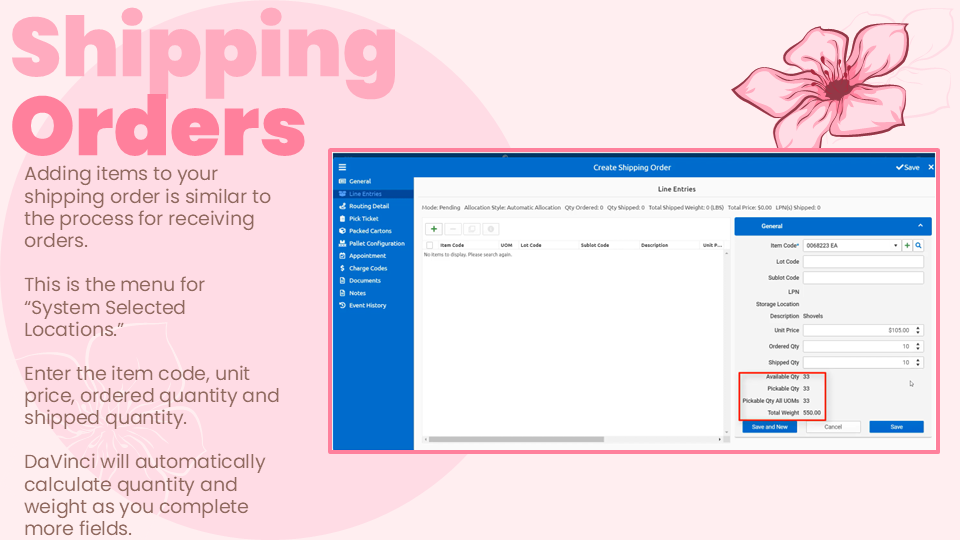 Shipping
Orders
Adding items to your
shipping order is similar to
the process for receiving
orders.
This is the menu for
“System Selected
Locations.”
Enter the item code, unit
price, ordered quantity and
shipped quantity.
DaVinci will automatically
calculate quantity and
weight as you complete
more fields.
Create Shipping Order
Save
General
Line Entries
Routing Detail
Pick Ticket
Packed Cartons
Pallet Configuration
Appointment
Charge Codes
Documents
Notes
Event History
Line Entries
Mode: Pending Allocation Style: Automatic Allocation Qty Ordered: 0 Qty Shipped: 0 Total Shipped Weight: 0 (LBS) Total Price: $0.00 LPN(s) Shipped: 0
Item Code UOM Lot Code Sublot Code Description Unit P...
No items to display. Please search again.
General
Item Code* 0068223 EA
Lot Code
Sublot Code
LPN
Storage Location
Description Shovels
Unit Price $105.00
Ordered Qty 10
Shipped Qty 10
Available Qty 33
Pickable Qty 33
Pickable Qty All UOMs 33
Total Weight 550.00
Save and New Cancel Save